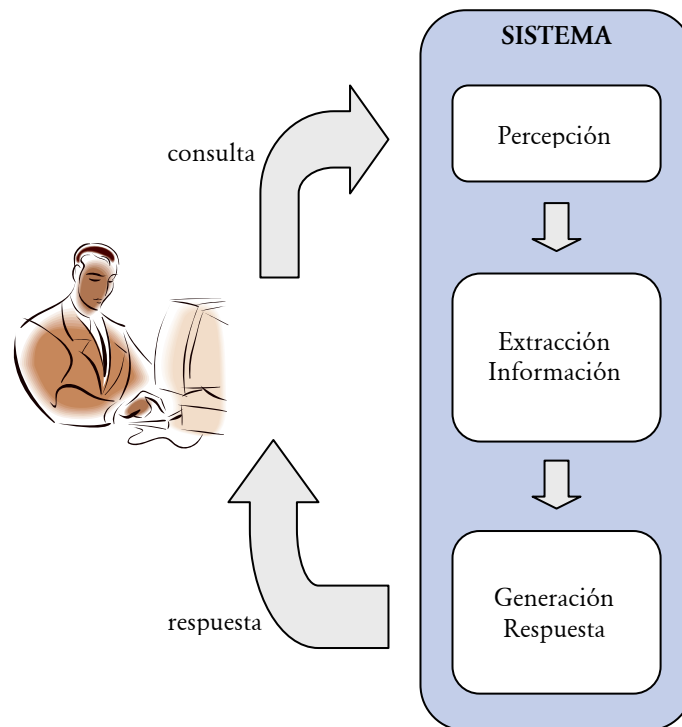 SISTEMA
Percepción
consulta
Extracción
Información
Generación
Respuesta
respuesta